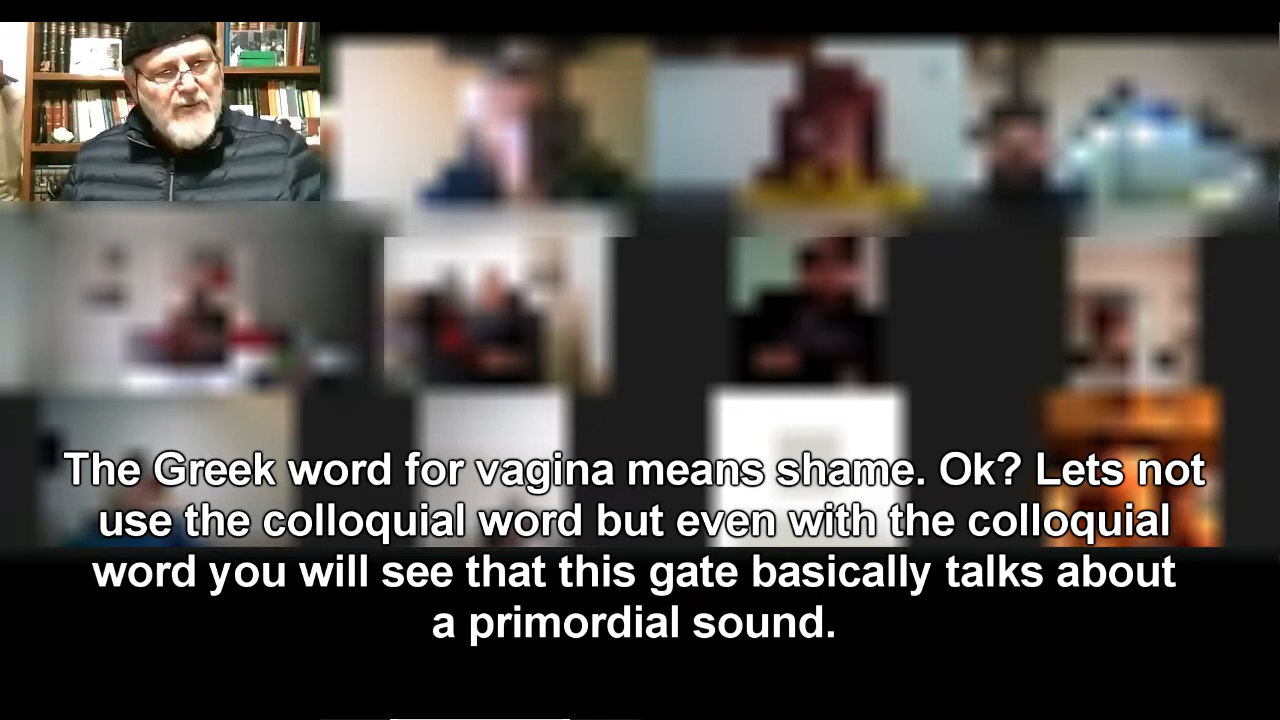 The Greek word for vagina means shame. Ok? Lets not
use the colloquial word but even with the colloquial
word you will see that this gate basically talks about
a primordial sound.